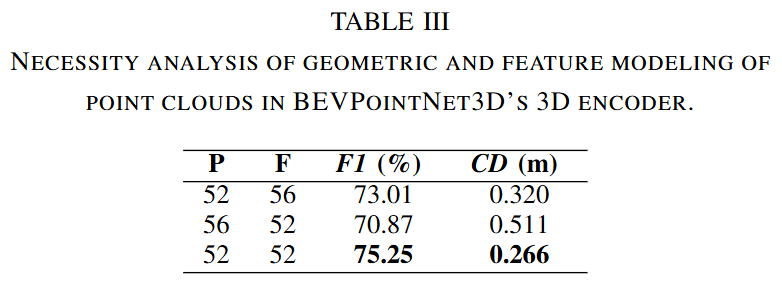 TABLE III
NECESSITY ANALYSIS OF GEOMETRIC AND FEATURE MODELING OF
POINT CLOUDS IN BEVPOINTNET3D'S 3D ENCODER.
P F F1 (%) CD (m)
52 56 73.01 0.320
56 52 70.87 0.511
52 52 75.25 0.266